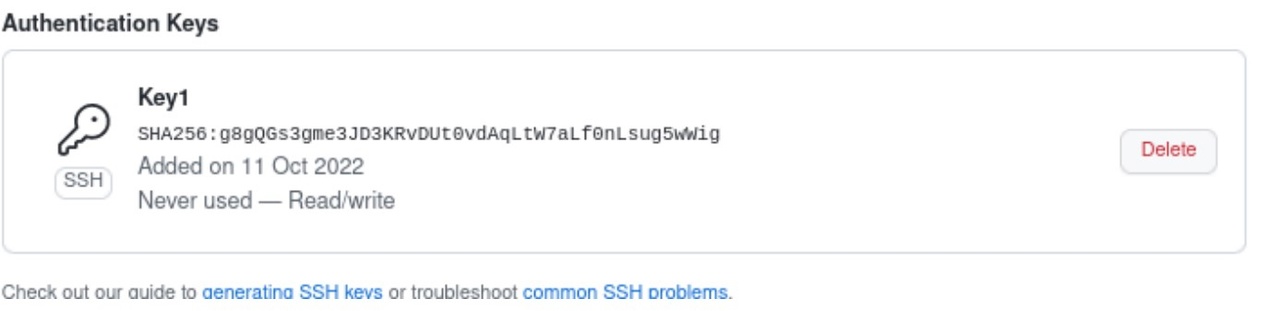 Authentication Keys
Key1
SHA256:g8gQGs3gme3JD3KRvDUt0vdAqLtW7aLf0nLsug5wWig
SSH
Added on 11 Oct 2022
Never used — Read/write
Delete
Check out our guide to generating SSH keys or troubleshoot common SSH problems.